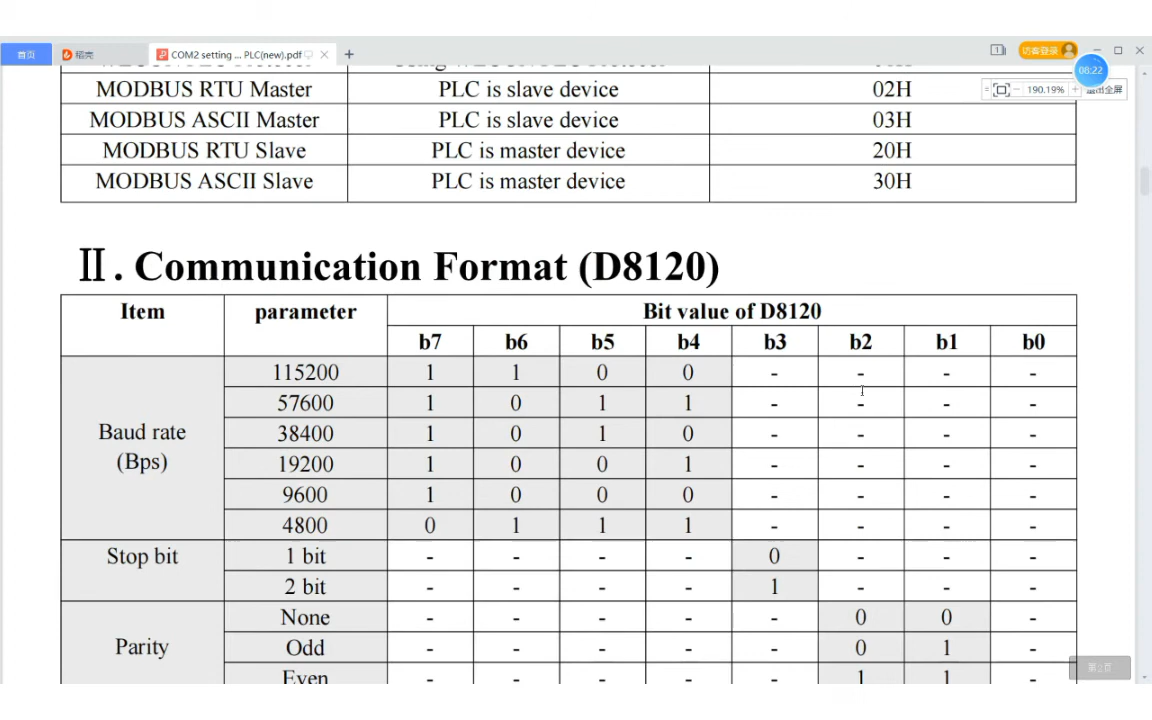 首页 稻壳 COM2 setting ... PLC(new).pdf 访客登录
08:22
190.19% 退出全屏
MODBUS RTU Master PLC is slave device 02H
MODBUS ASCII Master PLC is slave device 03H
MODBUS RTU Slave PLC is master device 20H
MODBUS ASCII Slave PLC is master device 30H
Ⅱ. Communication Format (D8120)
Item parameter Bit value of D8120
b7 b6 b5 b4 b3 b2 b1 b0
115200 1 1 0 0 - - - -
57600 1 0 1 1 - - - -
Baud rate (Bps) 38400 1 0 1 0 - - - -
19200 1 0 0 1 - - - -
9600 1 0 0 0 - - - -
4800 0 1 1 1 - - - -
Stop bit 1 bit - - - - 0 - - -
2 bit - - - - 1 - - -
None - - - - - 0 0 -
Parity Odd - - - - - 0 1 -
Even - - - - - 1 1 -
第2页